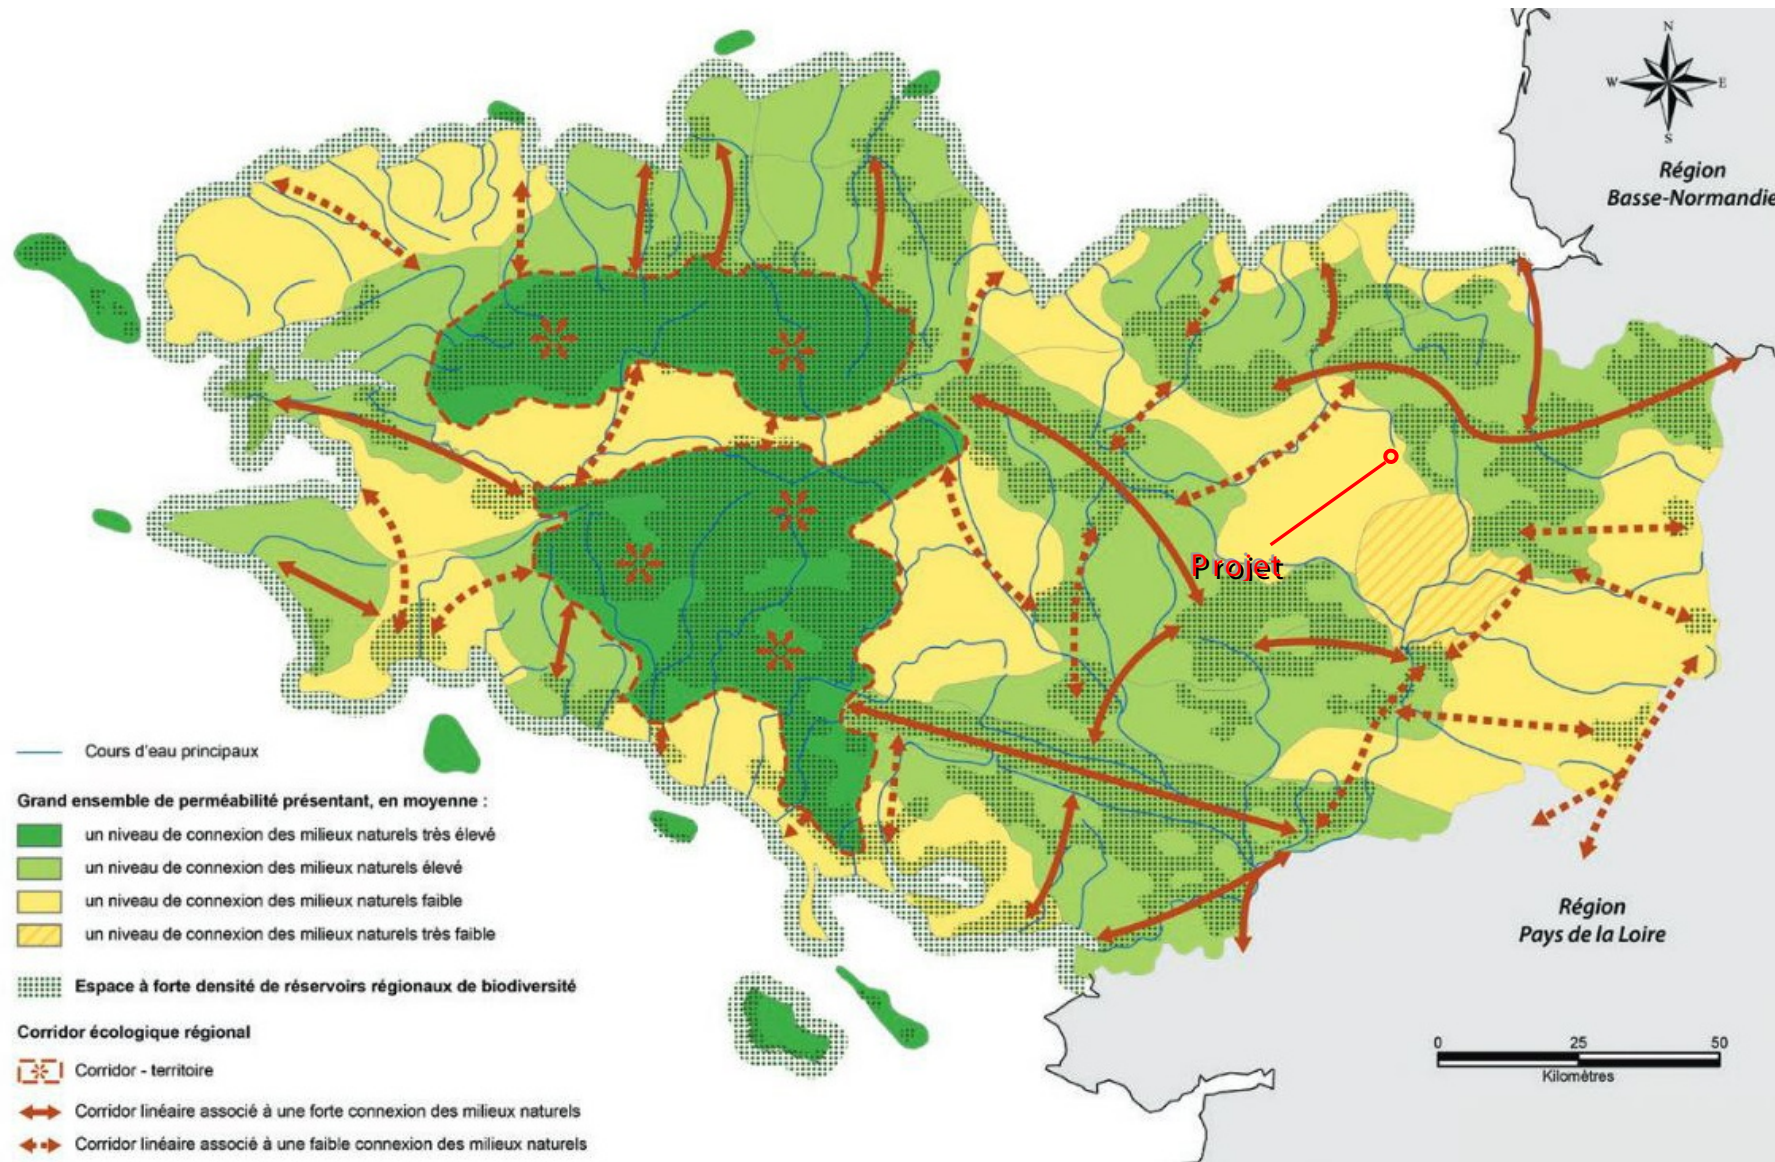 N
W E
S
Région
Basse-Normandie
Projet
Cours d'eau principaux
Grand ensemble de perméabilité présentant, en moyenne :
un niveau de connexion des milieux naturels très élevé
un niveau de connexion des milieux naturels élevé
un niveau de connexion des milieux naturels faible
un niveau de connexion des milieux naturels très faible
Espace à forte densité de réservoirs régionaux de biodiversité
Corridor écologique régional
Corridor - territoire
Corridor linéaire associé à une forte connexion des milieux naturels
Corridor linéaire associé à une faible connexion des milieux naturels
Région
Pays de la Loire
0 25 50
Kilomètres